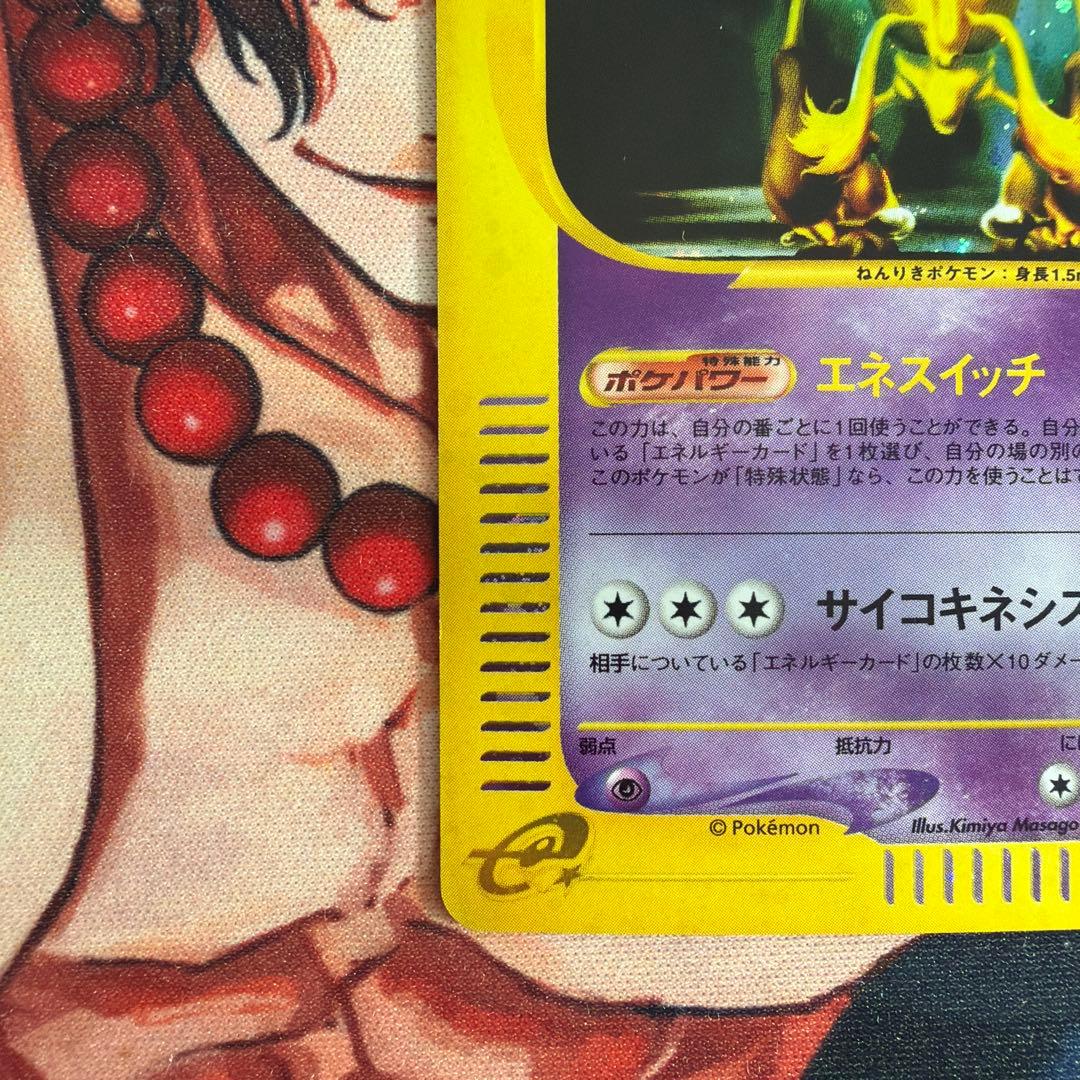 ねんりきポケモン：身長1.5m
特殊能力
ポケパワー エネスイッチ
この力は、自分の番ごとに1回使うことができる。自分
いる「エネルギーカード」を1枚選び、自分の場の別の
このポケモンが「特殊状態」なら、この力を使うことは
サイコキネシス
相手についている「エネルギーカード」の枚数×10ダメー
弱点 抵抗力 に
© Pokémon Illus.Kimiya Masago
e